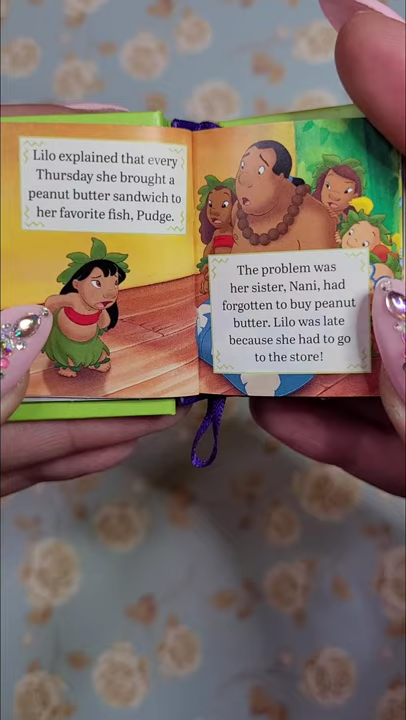 Lilo explained that every
Thursday she brought a
peanut butter sandwich to
her favorite fish, Pudge.
The problem was
her sister, Nani, had
forgotten to buy peanut
butter. Lilo was late
because she had to go
to the store!